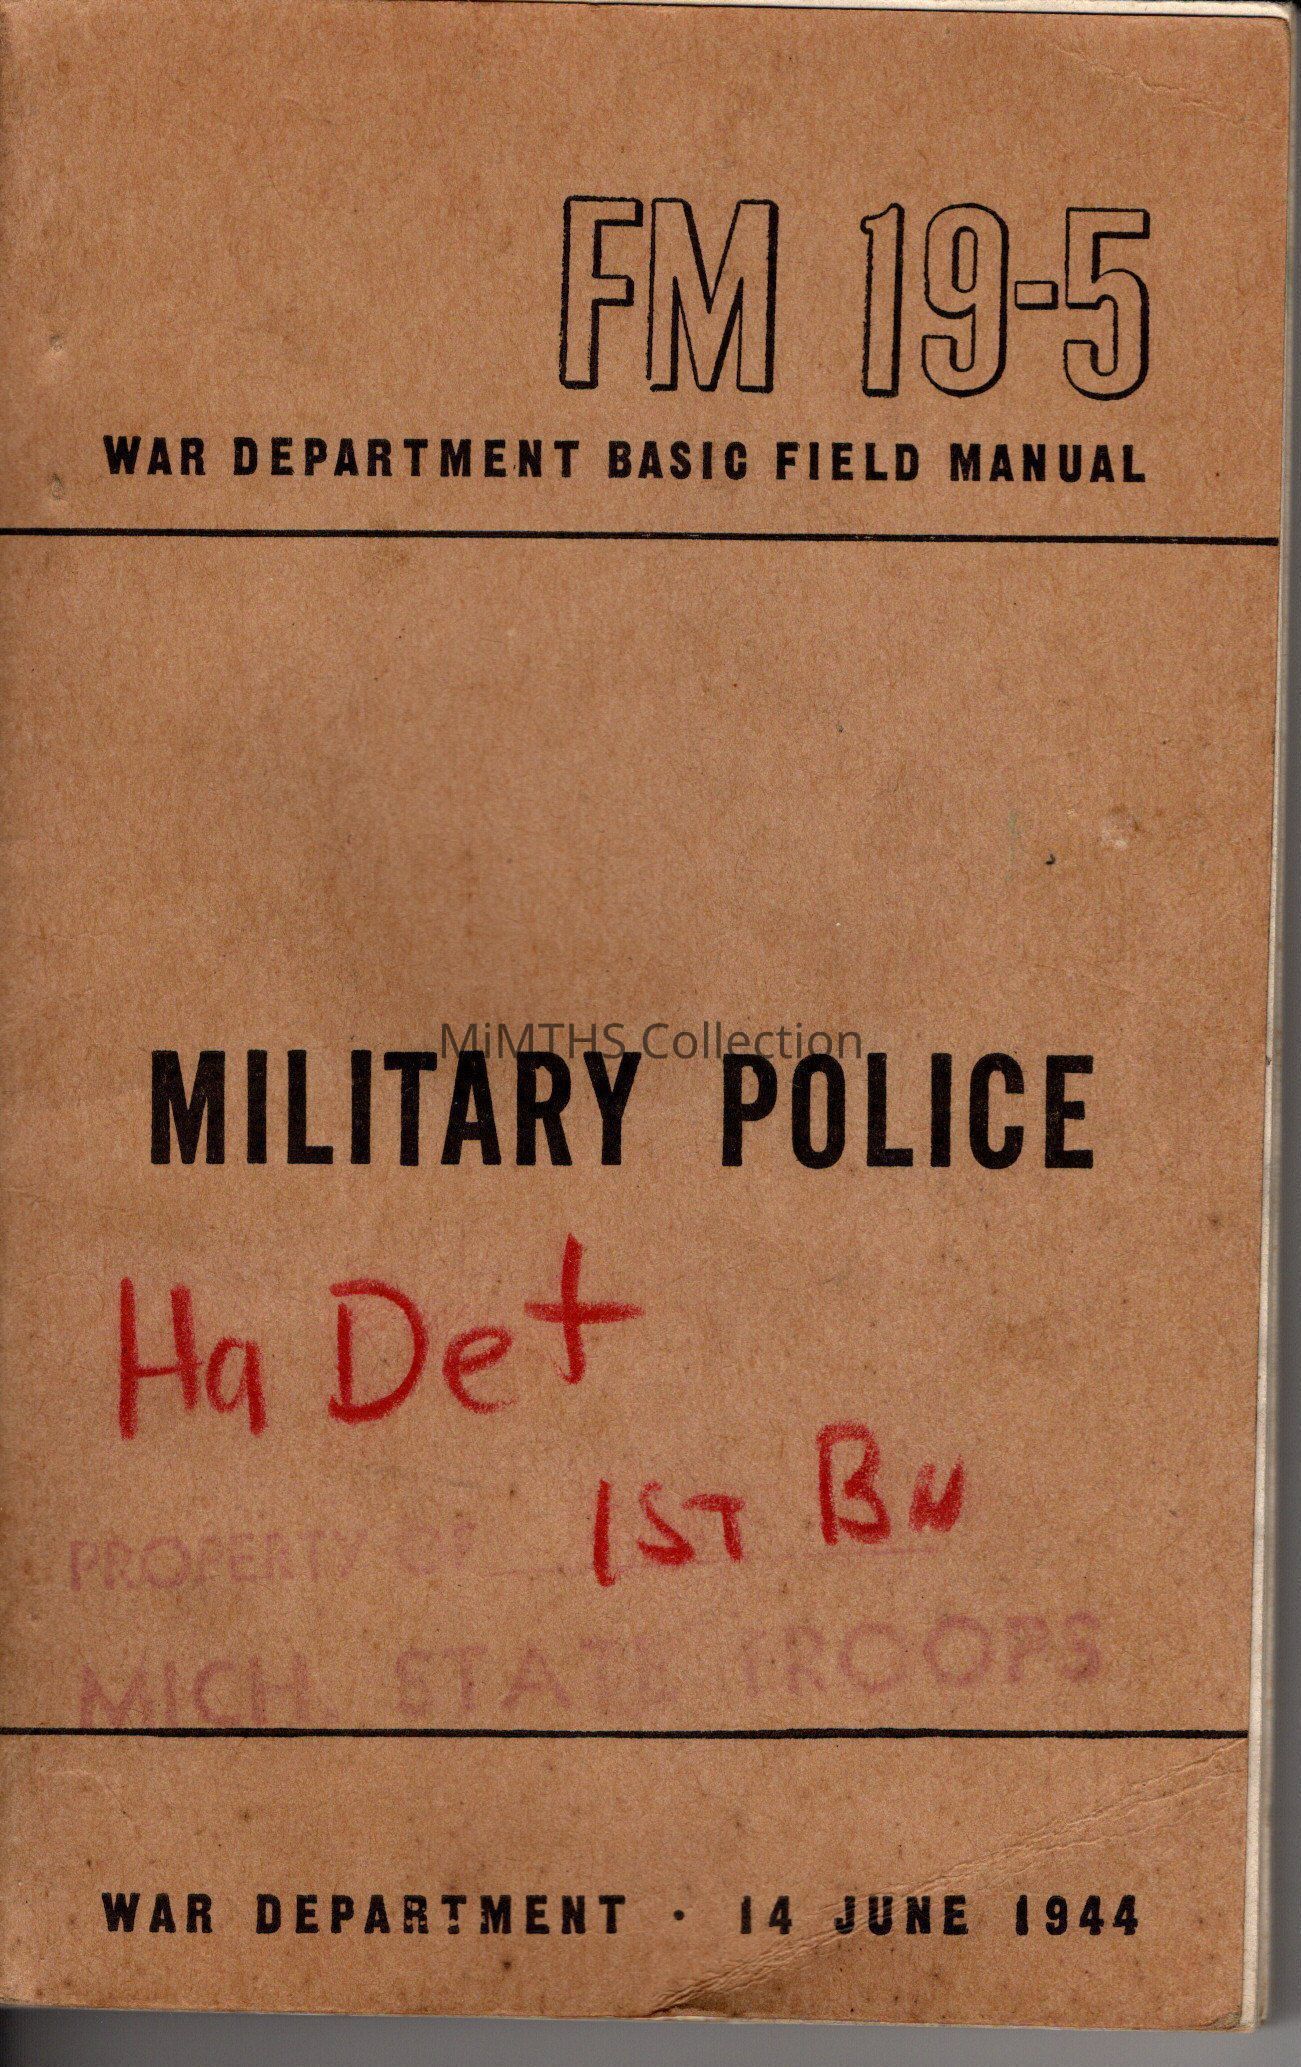 FM 19-5
WAR DEPARTMENT BASIC FIELD MANUAL
MiMTHS Collection
MILITARY POLICE
Hq Det
1ST BN
PROPERTY OF
MICH. STATE TROOPS
WAR DEPARTMENT · 14 JUNE 1944